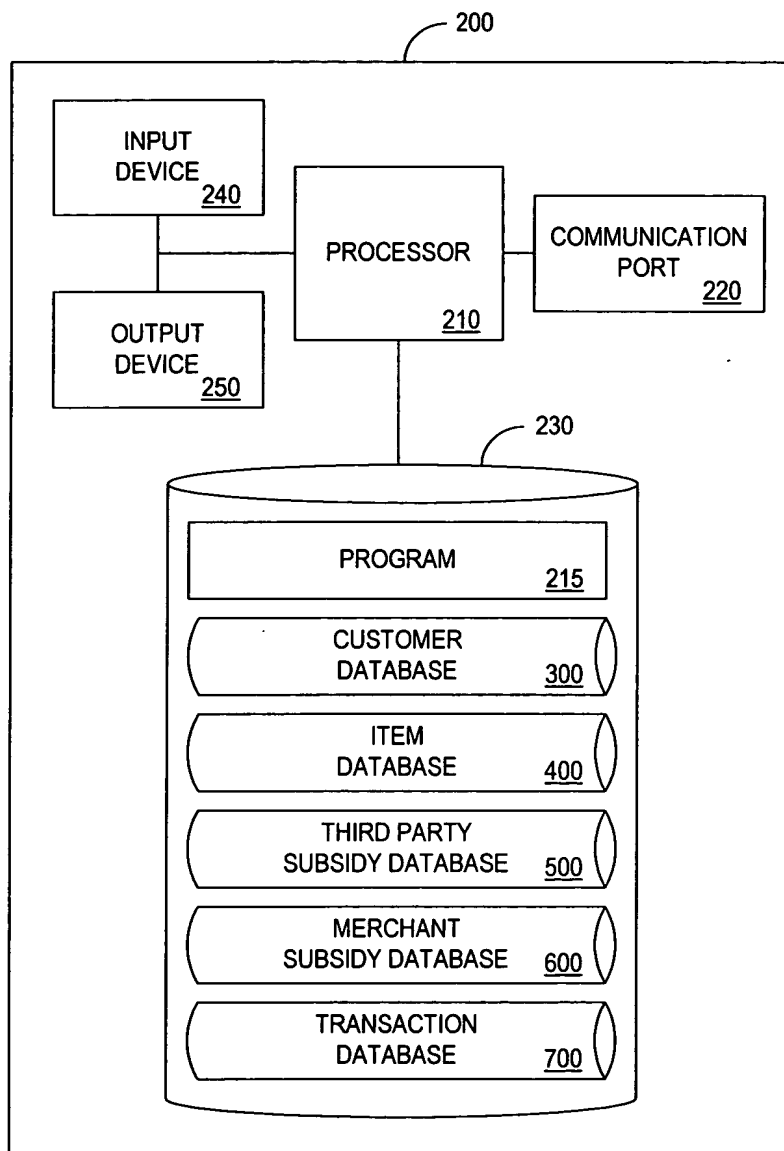 200
INPUT
DEVICE
240
PROCESSOR
210
COMMUNICATION
PORT
220
OUTPUT
DEVICE
250
230
PROGRAM
215
CUSTOMER
DATABASE
300
ITEM
DATABASE
400
THIRD PARTY
SUBSIDY DATABASE
500
MERCHANT
SUBSIDY DATABASE
600
TRANSACTION
DATABASE
700